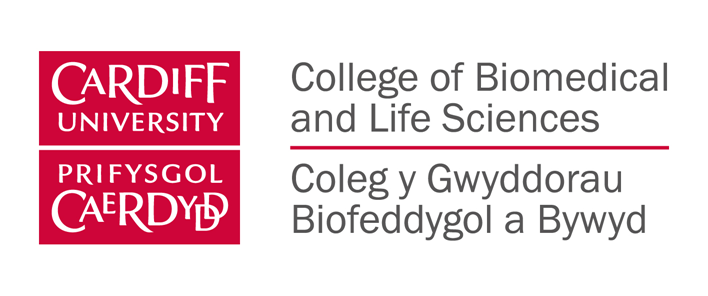 CARDIFF
UNIVERSITY
PRIFYSGOL
CAERDYDD
College of Biomedical
and Life Sciences
Coleg y Gwyddorau
Biofeddygol a Bywyd